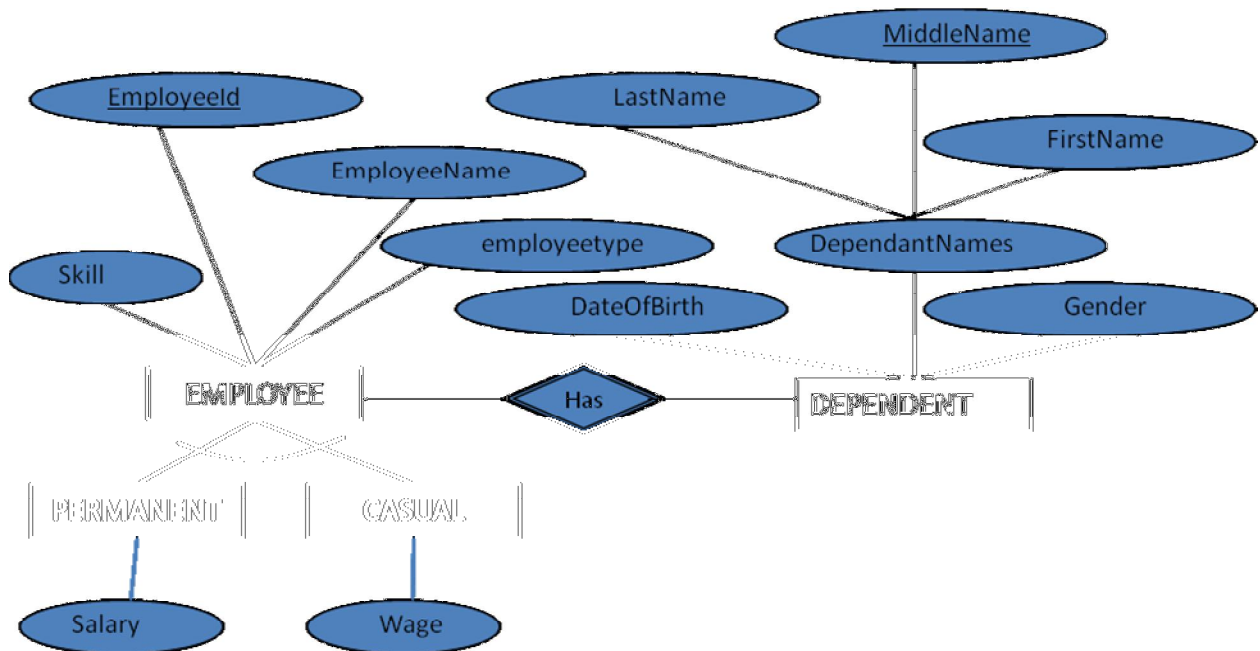 MiddleName
EmployeeId
LastName
FirstName
EmployeeName
employeetype
DependantNames
Skill
DateOfBirth
Gender
EMPLOYEE
Has
DEPENDENT
PERMANENT
CASUAL
Salary
Wage